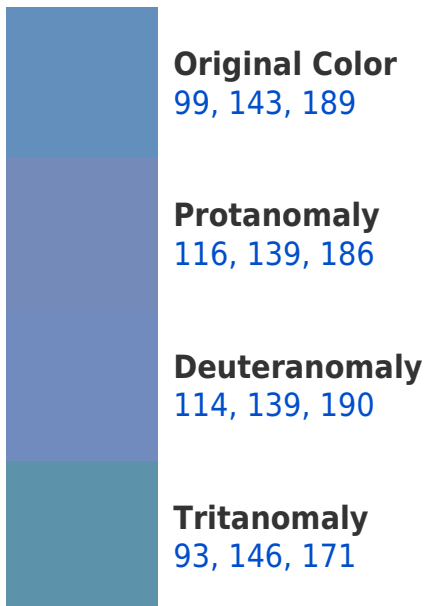 Original Color
99, 143, 189
Protanomaly
116, 139, 186
Deuteranomaly
114, 139, 190
Tritanomaly
93, 146, 171